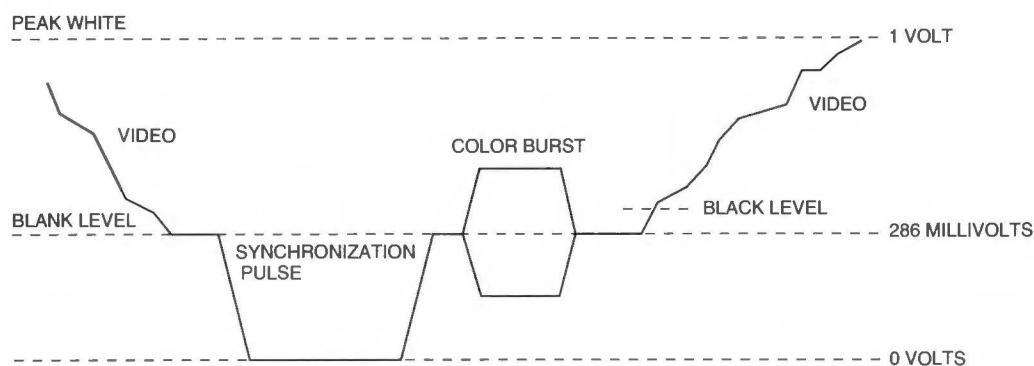 PEAK WHITE
1 VOLT
VIDEO
VIDEO
COLOR BURST
BLACK LEVEL
BLANK LEVEL
286 MILLIVOLTS
SYNCHRONIZATION
PULSE
0 VOLTS